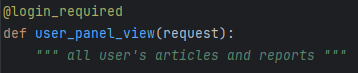 @login_required
def user_panel_view(request):
    """ all user's articles and reports """